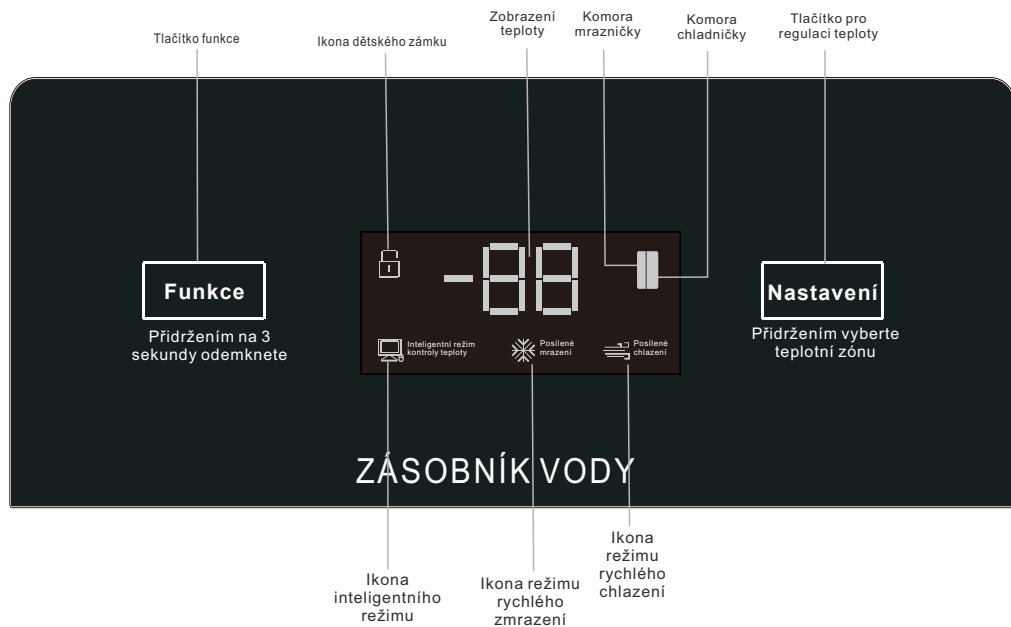 Tlačítko funkce
Ikona dětského zámku
Zobrazení
teploty
Komora
mrazničky
Komora
chladničky
Tlačítko pro
regulaci teploty
Funkce
Přidržením na 3
sekundy odemknete
-88
Inteligentní režim
kontroly teploty
Posílené
mrazení
Posílené
chlazení
Nastavení
Přidržením vyberte
teplotní zónu
ZÁSOBNÍK VODY
Ikona
inteligentního
režimu
Ikona režimu
rychlého
zmrazení
Ikona
režimu
rychlého
chlazení